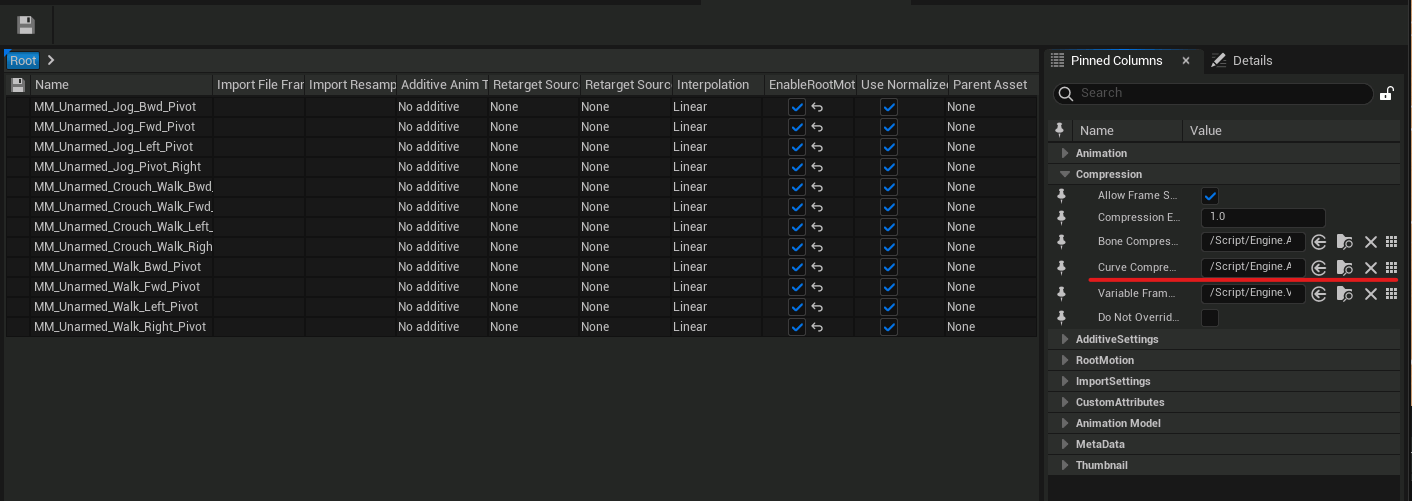 Root
Pinned Columns
Details
Name Import File Fram Import Resamp Additive Anim T Retarget Source Retarget Sourc Interpolation EnableRootMot Use Normalized Parent Asset
Search
MM_Unarmed_Jog_Bwd_Pivot No additive None None Linear None
MM_Unarmed_Jog_Fwd_Pivot No additive None None Linear None
MM_Unarmed_Jog_Left_Pivot No additive None None Linear None
MM_Unarmed_Jog_Pivot_Right No additive None None Linear None
MM_Unarmed_Crouch_Walk_Bwd_ No additive None None Linear None
MM_Unarmed_Crouch_Walk_Fwd_ No additive None None Linear None
MM_Unarmed_Crouch_Walk_Left_ No additive None None Linear None
MM_Unarmed_Crouch_Walk_Righ No additive None None Linear None
MM_Unarmed_Walk_Bwd_Pivot No additive None None Linear None
MM_Unarmed_Walk_Fwd_Pivot No additive None None Linear None
MM_Unarmed_Walk_Left_Pivot No additive None None Linear None
MM_Unarmed_Walk_Right_Pivot No additive None None Linear None
Name Value
Animation
Compression
Allow Frame S...
Compression E... 1.0
Bone Compres... /Script/Engine.A
Curve Compre... /Script/Engine.A
Variable Fram... /Script/Engine.V
Do Not Overrid...
AdditiveSettings
RootMotion
ImportSettings
CustomAttributes
Animation Model
MetaData
Thumbnail